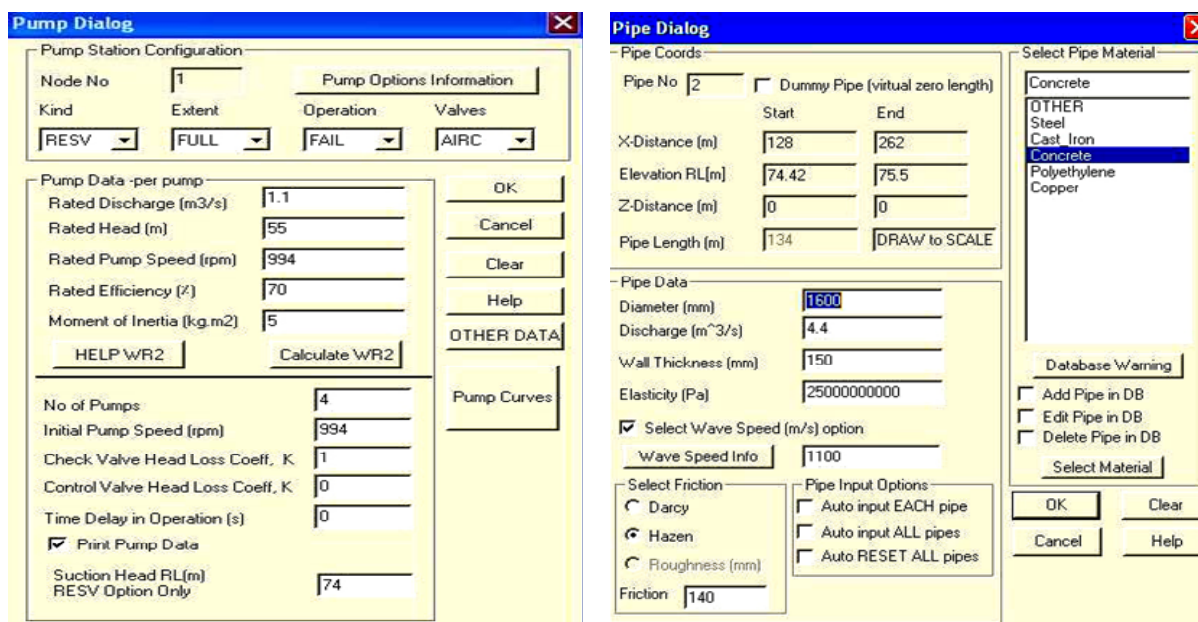 Pump Dialog
Pump Station Configuration
Node No 1 Pump Options Information
Kind Extent Operation Valves
RESV FULL FAIL AIRC
Pump Data -per pump
Rated Discharge (m3/s) 1.1
Rated Head (m) 55
Rated Pump Speed (rpm) 994
Rated Efficiency (%) 70
Moment of Inertia (kg.m2) 5
HELP WR2 Calculate WR2
OK
Cancel
Clear
Help
OTHER DATA
Pump Curves
No of Pumps 4
Initial Pump Speed (rpm) 994
Check Valve Head Loss Coeff, K 1
Control Valve Head Loss Coeff, K 0
Time Delay in Operation (s) 0
Print Pump Data
Suction Head RL(m)
RESV Option Only 74
Pipe Dialog
Pipe Coords
Pipe No 2 Dummy Pipe (virtual zero length)
Start End
X-Distance (m) 128 262
Elevation RL[m] 74.42 75.5
Z-Distance (m) 0 0
Pipe Length (m) 134 DRAW to SCALE
Pipe Data
Diameter (mm) 1600
Discharge (m^3/s) 4.4
Wall Thickness (mm) 150
Elasticity (Pa) 25000000000
Select Wave Speed (m/s) option
Wave Speed Info 1100
Select Friction
Darcy
Hazen
Roughness (mm)
Friction 140
Pipe Input Options
Auto input EACH pipe
Auto input ALL pipes
Auto RESET ALL pipes
Select Pipe Material
Concrete
OTHER
Steel
Cast_Iron
Concrete
Polyethylene
Copper
Database Warning
Add Pipe in DB
Edit Pipe in DB
Delete Pipe in DB
Select Material
OK Clear
Cancel Help